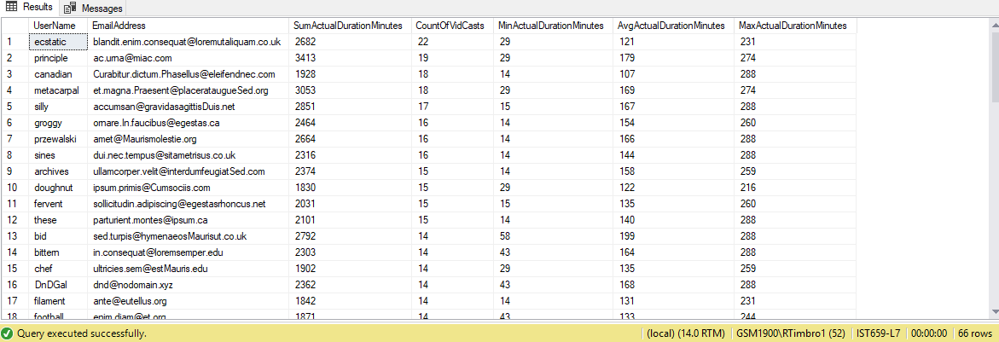 Results Messages
UserName EmailAddress SumActualDurationMinutes CountOfVidCasts MinActualDurationMinutes AvgActualDurationMinutes MaxActualDurationMinutes
1 ecstatic blandit.enim.consequat@loremutaliquam.co.uk 2682 22 29 121 231
2 principle ac.urna@miac.com 3413 19 29 179 274
3 canadian Curabitur.dictum.Phasellus@eleifendnec.com 1928 18 14 107 288
4 metacarpal et.magna.Praesent@placerataugueSed.org 3053 18 29 169 274
5 silly accumsan@gravidasagittisDuis.net 2851 17 15 167 288
6 groggy ornare.In.faucibus@egestas.ca 2464 16 14 154 260
7 przewalski amet@Maurismolestie.org 2664 16 14 166 288
8 sines dui.nec.tempus@sitametrisus.co.uk 2316 16 14 144 288
9 archives ullamcorper.velit@interdumfeugiatSed.com 2374 15 14 158 259
10 doughnut ipsum.primis@Cumsociis.com 1830 15 29 122 216
11 fervent sollicitudin.adipiscing@egestasrhoncus.net 2031 15 15 135 260
12 these parturient.montes@ipsum.ca 2101 15 14 140 288
13 bid sed.turpis@hymenaeosMaurisut.co.uk 2792 14 58 199 288
14 bittern in.consequat@loremsemper.edu 2303 14 43 164 288
15 chef ultricies.sem@estMauris.edu 1902 14 29 135 259
16 DnDGal dnd@nodomain.xyz 2362 14 43 168 288
17 filament ante@eutellus.org 1842 14 14 131 231
18 football enim.diam@et.org 1871 14 43 133 244
Query executed successfully. (local) (14.0 RTM) GSM1900\RTimbro1 (52) IST659-L7 00:00:00 66 rows